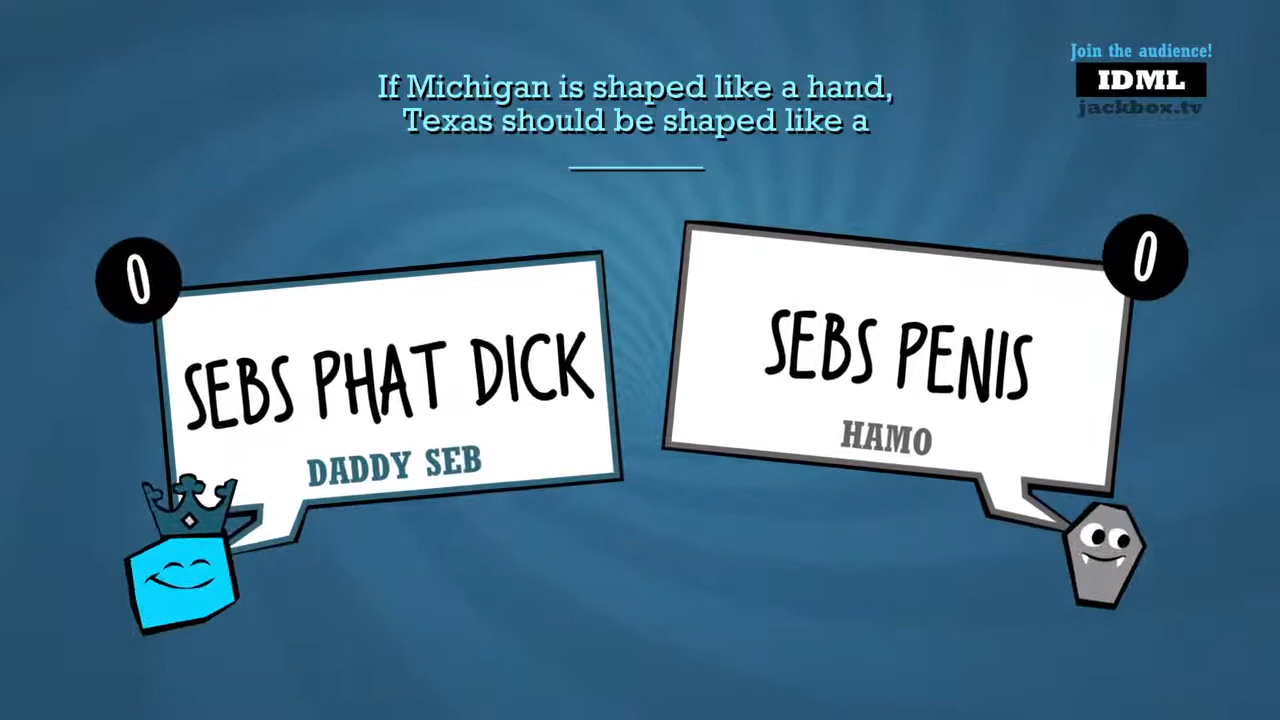 Join the audience!
IDML
jackbox.tv
If Michigan is shaped like a hand,
Texas should be shaped like a
0
SEBS PHAT DICK
DADDY SEB
0
SEBS PENIS
HAMO